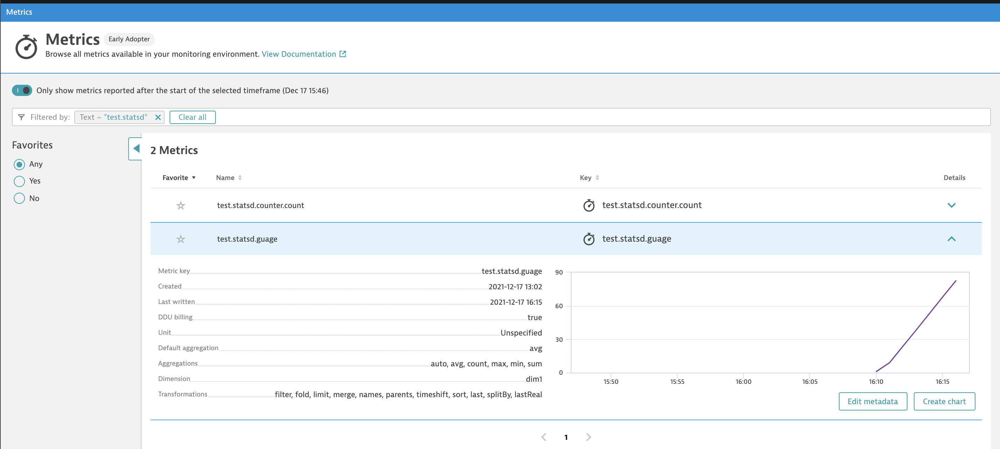 Metrics
Metrics Early Adopter
Browse all metrics available in your monitoring environment. View Documentation
Only show metrics reported after the start of the selected timeframe (Dec 17 15:46)
Filtered by: Text ~ "test.statsd" Clear all
Favorites
Any
Yes
No
2 Metrics
Favorite Name Key Details
test.statsd.counter.count test.statsd.counter.count
test.statsd.guage test.statsd.guage
Metric key test.statsd.guage
Created 2021-12-17 13:02
Last written 2021-12-17 16:15
DDU billing true
Unit Unspecified
Default aggregation avg
Aggregations auto, avg, count, max, min, sum
Dimension dim1
Transformations filter, fold, limit, merge, names, parents, timeshift, sort, last, splitBy, lastReal
90
60
30
0
15:50 15:55 16:00 16:05 16:10 16:15
Edit metadata Create chart
1